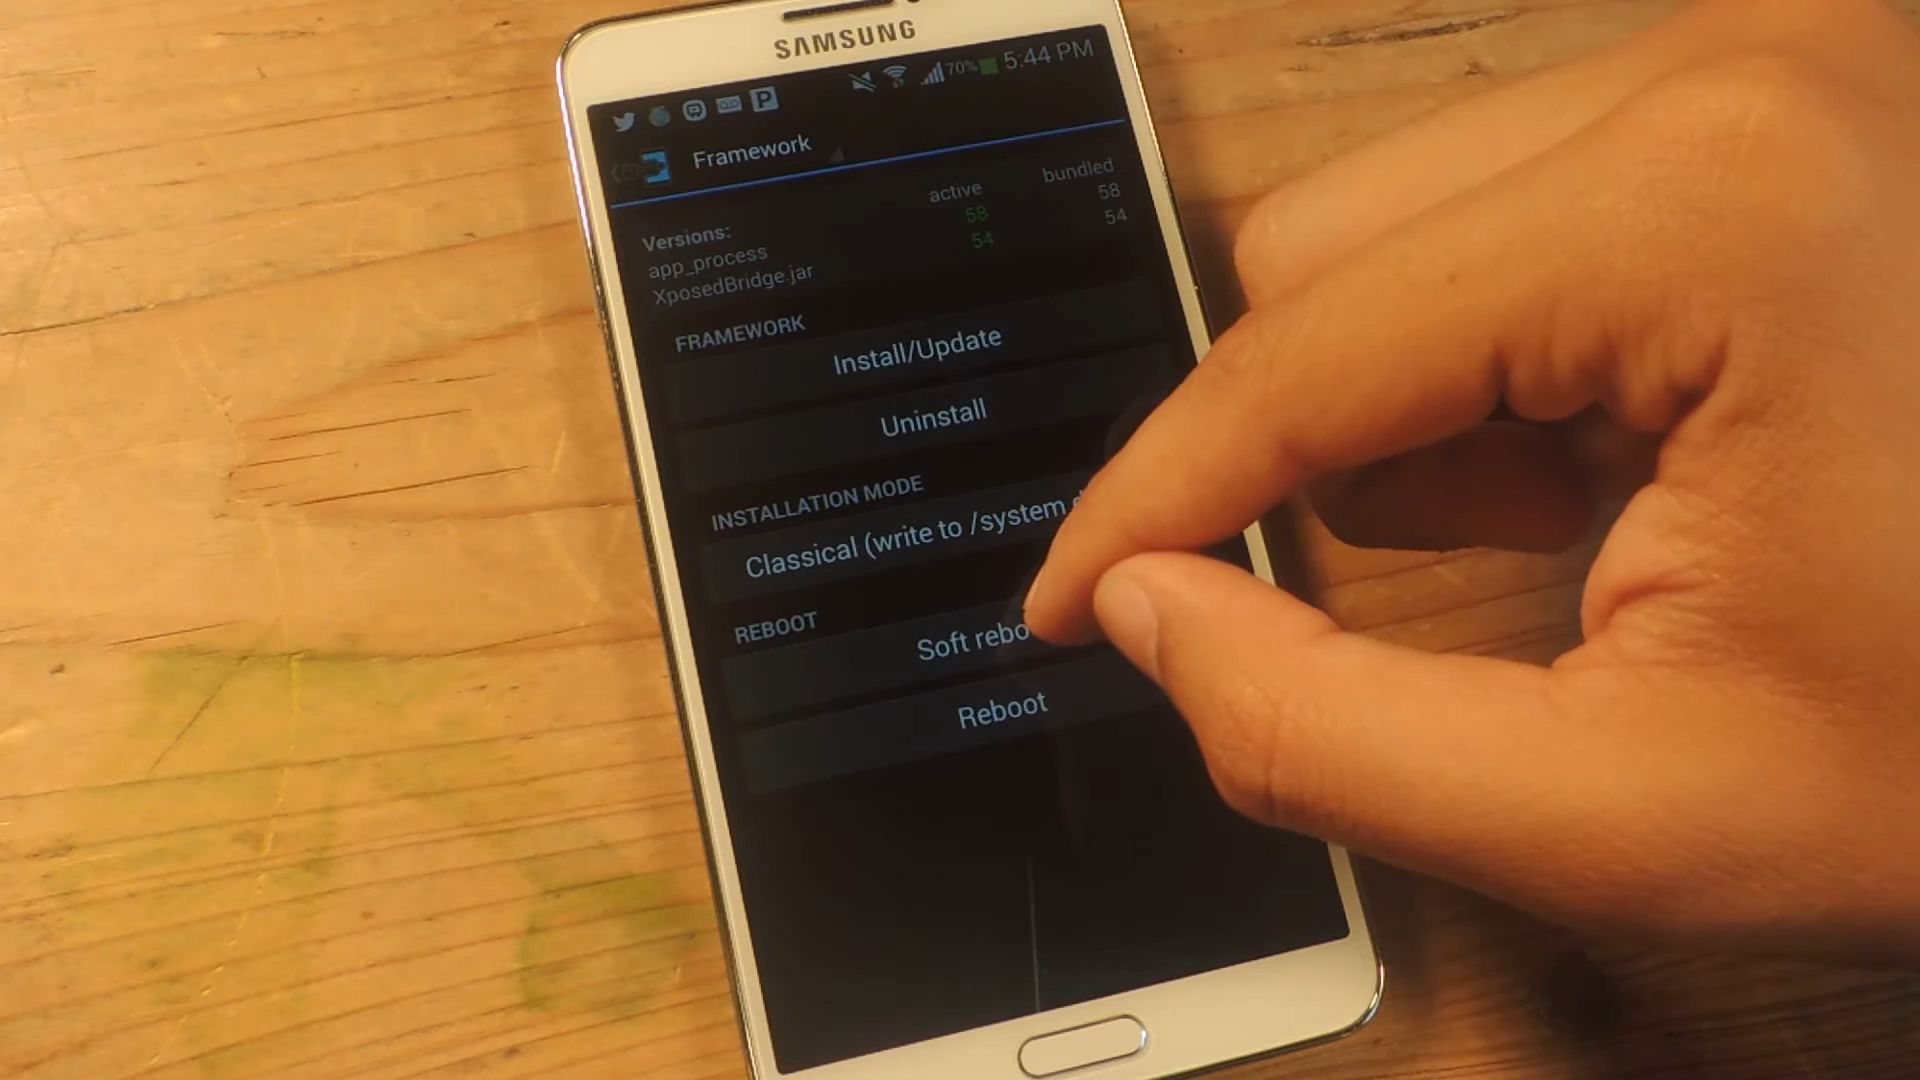 SAMSUNG
P 70% 5:44 PM
Framework
active bundled
Versions:
app_process 58 58
XposedBridge.jar 54 54
FRAMEWORK
Install/Update
Uninstall
INSTALLATION MODE
Classical (write to /system d
REBOOT
Soft rebo
Reboot